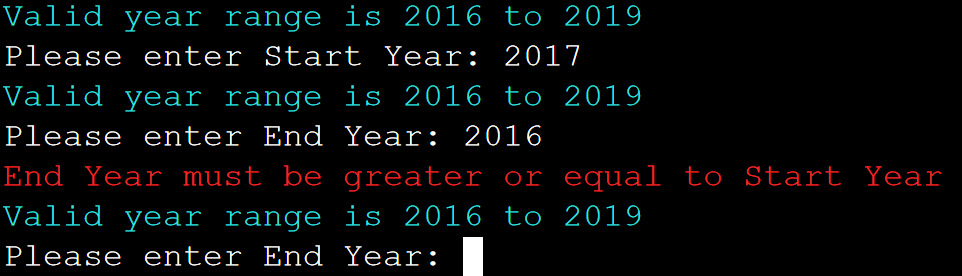 Valid year range is 2016 to 2019
Please enter Start Year: 2017
Valid year range is 2016 to 2019
Please enter End Year: 2016
End Year must be greater or equal to Start Year
Valid year range is 2016 to 2019
Please enter End Year: